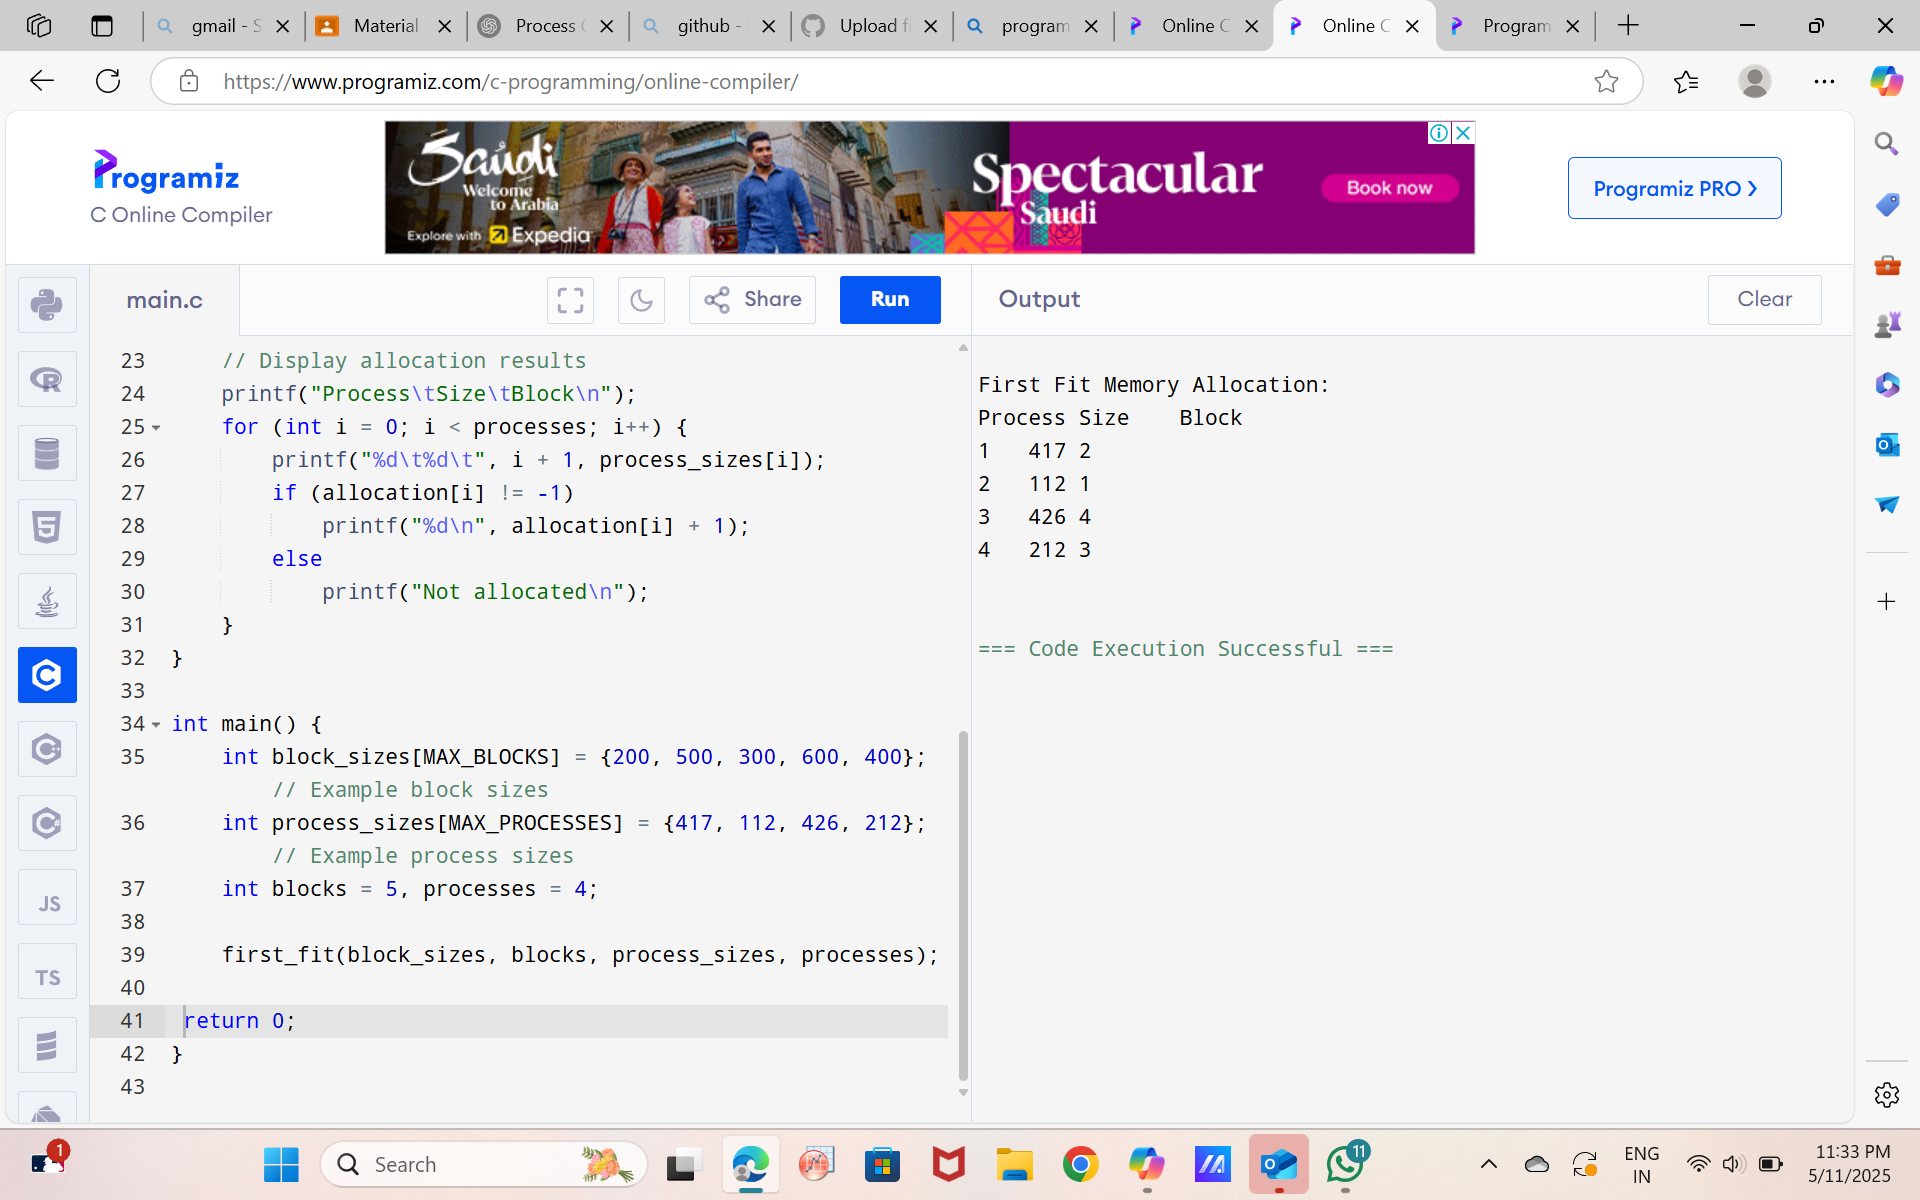 gmail - S
Material
Process C
github -
Upload f
program
Online C
Online C
Program
https://www.programiz.com/c-programming/online-compiler/
Programiz
C Online Compiler
Saudi
Welcome
to Arabia
Explore with Expedia
Spectacular
Saudi
Book now
Programiz PRO
main.c
Share
Run
Output
Clear
23 // Display allocation results
24 printf("Process\tSize\tBlock\n");
25 for (int i = 0; i < processes; i++) {
26 printf("%d\t%d\t", i + 1, process_sizes[i]);
27 if (allocation[i] != -1)
28 printf("%d\n", allocation[i] + 1);
29 else
30 printf("Not allocated\n");
31 }
32 }
33
34 int main() {
35 int block_sizes[MAX_BLOCKS] = {200, 500, 300, 600, 400};
// Example block sizes
36 int process_sizes[MAX_PROCESSES] = {417, 112, 426, 212};
// Example process sizes
37 int blocks = 5, processes = 4;
38
39 first_fit(block_sizes, blocks, process_sizes, processes);
40
41 return 0;
42 }
43
First Fit Memory Allocation:
Process Size Block
1 417 2
2 112 1
3 426 4
4 212 3
=== Code Execution Successful ===
JS
TS
1
Search
11
ENG
IN
11:33 PM
5/11/2025